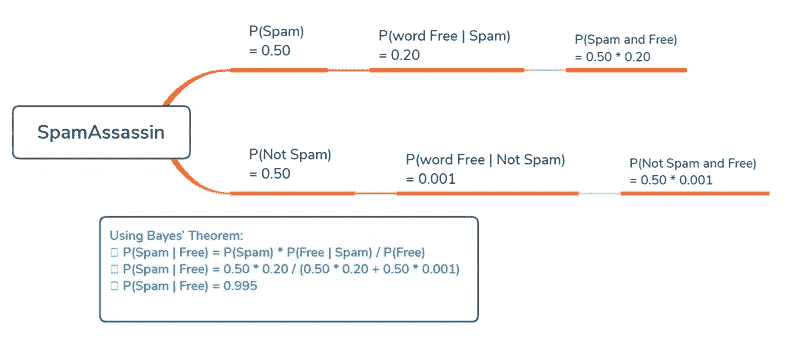 P(Spam)
= 0.50
P(word Free | Spam)
= 0.20
P(Spam and Free)
= 0.50 * 0.20
SpamAssassin
P(Not Spam)
= 0.50
P(word Free | Not Spam)
= 0.001
P(Not Spam and Free)
= 0.50 * 0.001
Using Bayes' Theorem:
▯ P(Spam | Free) = P(Spam) * P(Free | Spam) / P(Free)
▯ P(Spam | Free) = 0.50 * 0.20 / (0.50 * 0.20 + 0.50 * 0.001)
▯ P(Spam | Free) = 0.995